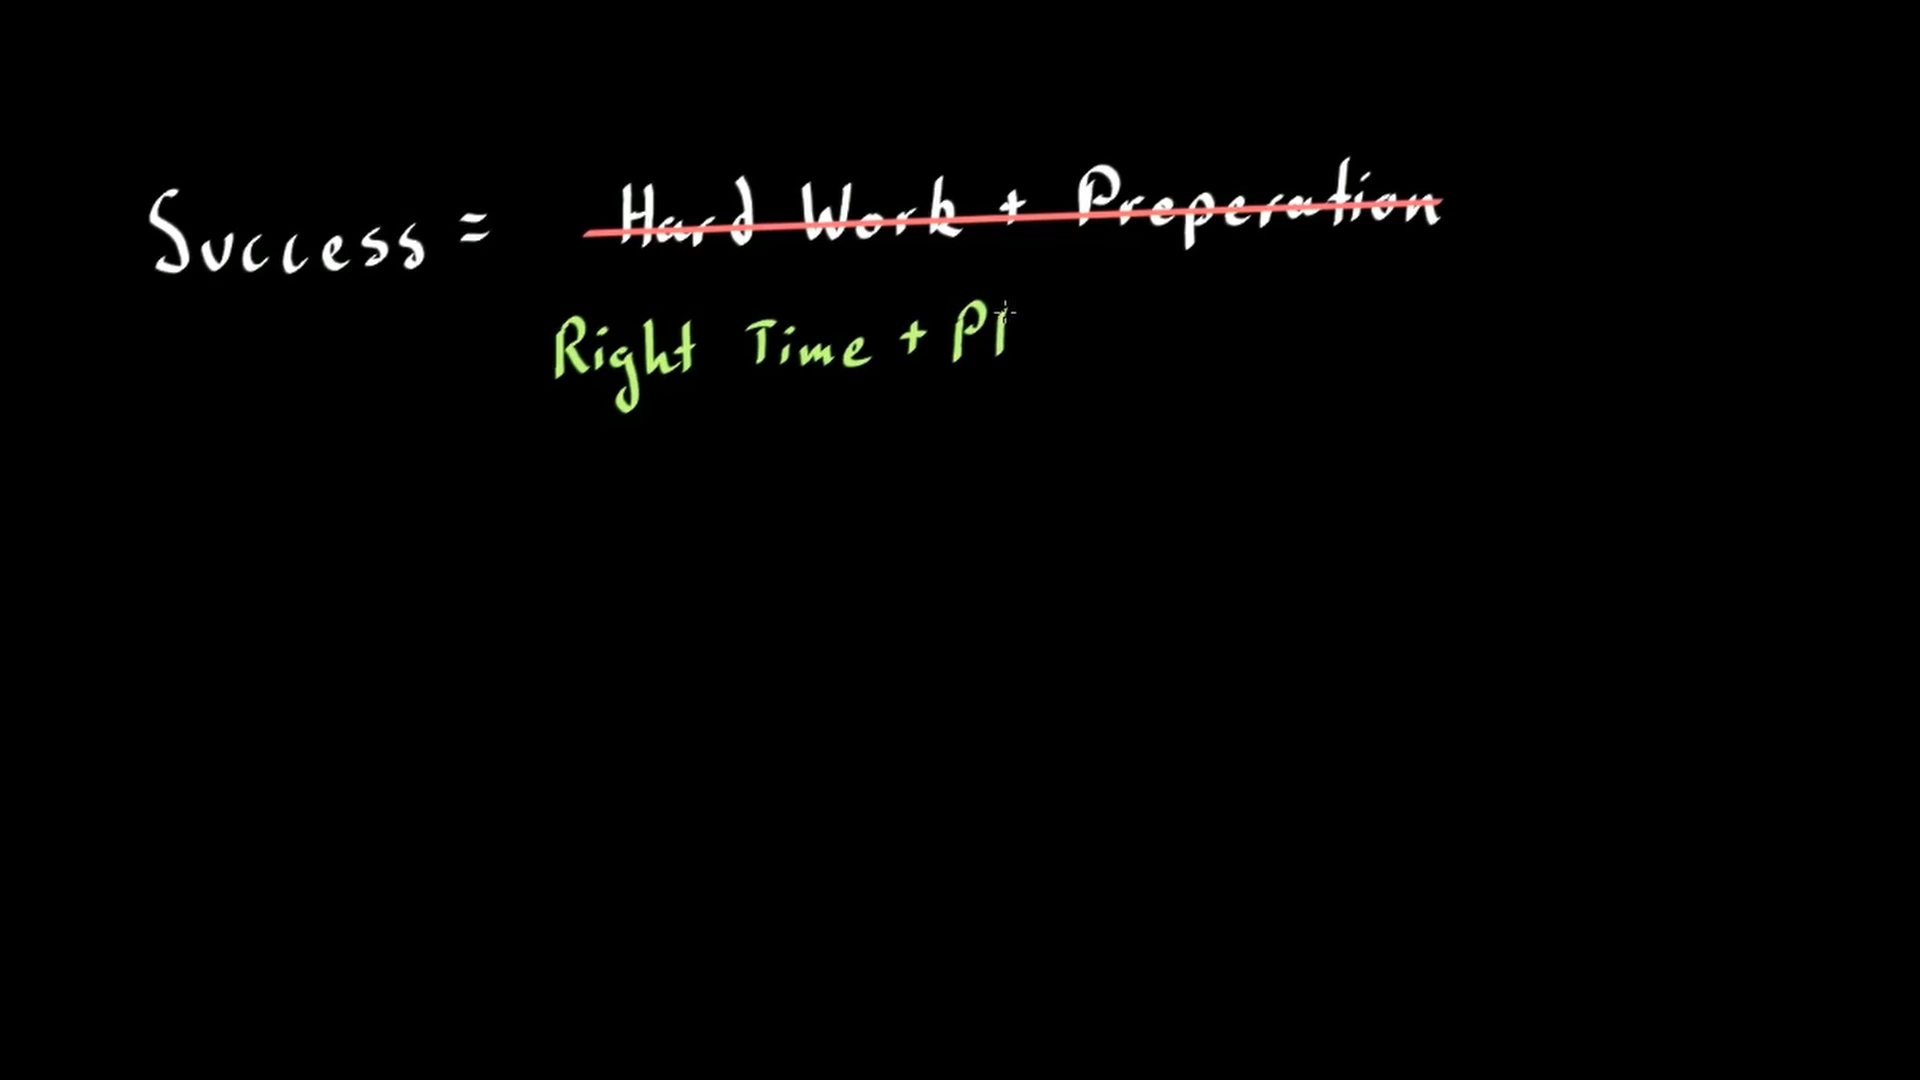 Success = Hard Work + Preperation
Right Time + Pl